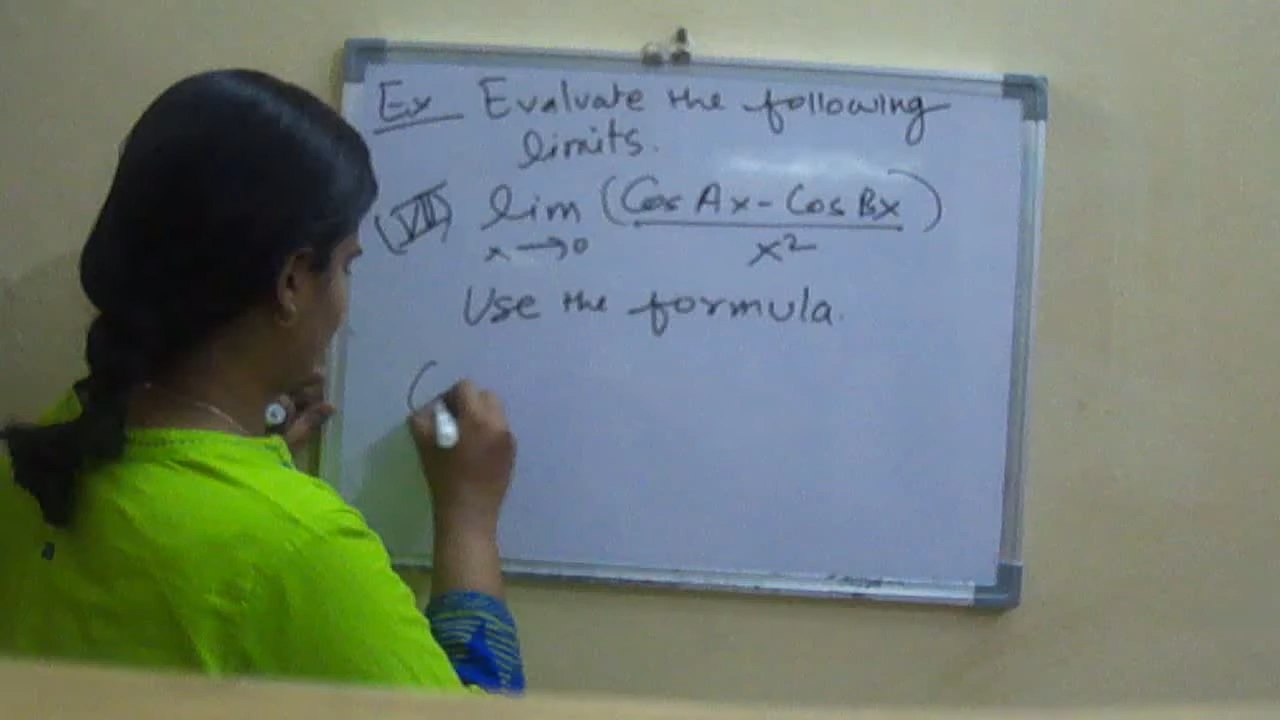 Ex Evaluate the following
limits.
(VII) lim (Cos Ax - Cos Bx)
x → 0 x²
Use the formula.
(